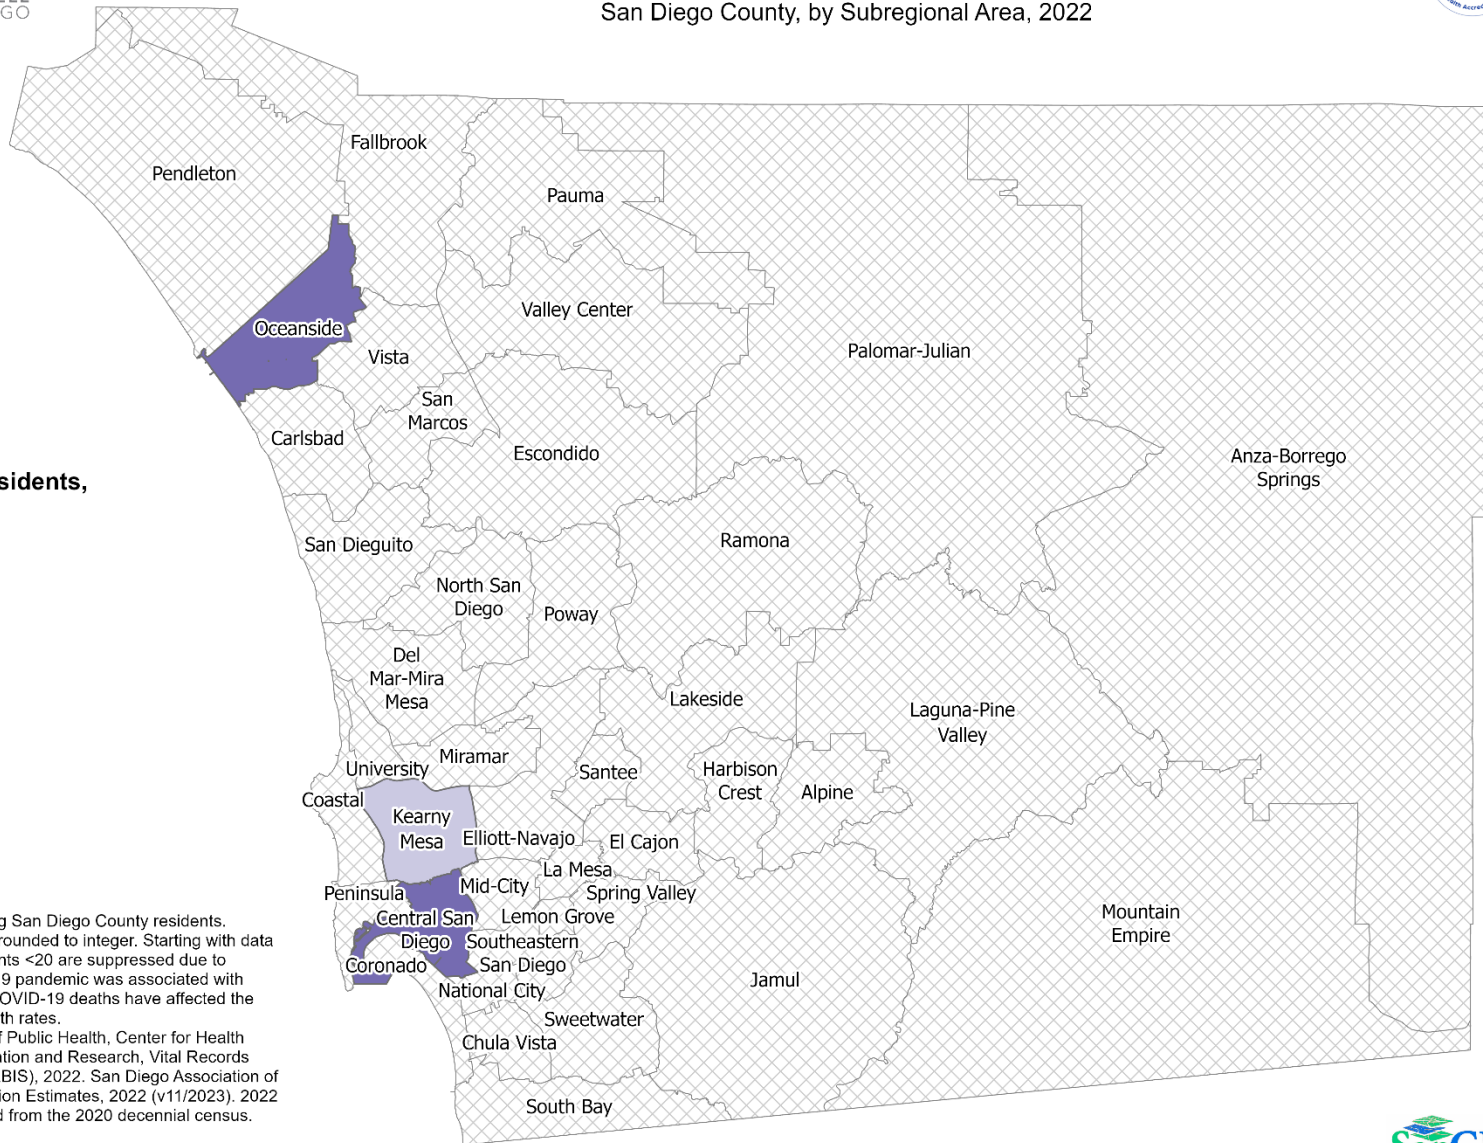 GO
San Diego County, by Subregional Area, 2022
Fallbrook
Pendleton
Pauma
Valley Center
Oceanside
Vista
Palomar-Julian
San
Marcos
Carlsbad
Escondido
Anza-Borrego
Springs
sidents,
Ramona
San Dieguito
North San
Diego
Poway
Del
Mar-Mira
Mesa
Lakeside
Laguna-Pine
Valley
Miramar
University
Santee
Harbison
Crest
Alpine
Coastal
Kearny
Mesa
Elliott-Navajo
El Cajon
La Mesa
Peninsula
Mid-City
Spring Valley
Central San
Diego
Lemon Grove
Mountain
Empire
Southeastern
San Diego
Coronado
National City
Jamul
Sweetwater
Chula Vista
South Bay
g San Diego County residents.
rounded to integer. Starting with data
nts <20 are suppressed due to
9 pandemic was associated with
OVID-19 deaths have affected the
th rates.
f Public Health, Center for Health
ation and Research, Vital Records
BIS), 2022. San Diego Association of
ion Estimates, 2022 (v11/2023). 2022
d from the 2020 decennial census.